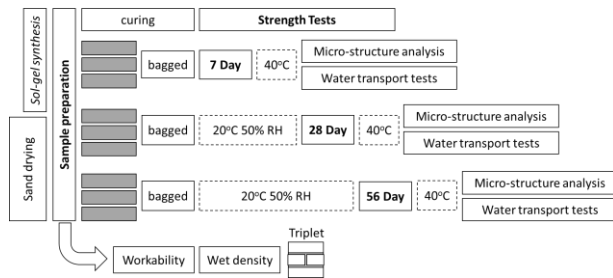 Sol-gel synthesis
Sand drying
Sample preparation
curing
Strength Tests
bagged
7 Day
40°C
Micro-structure analysis
Water transport tests
bagged
20°C 50% RH
28 Day
40°C
Micro-structure analysis
Water transport tests
bagged
20°C 50% RH
56 Day
40°C
Micro-structure analysis
Water transport tests
Workability
Wet density
Triplet